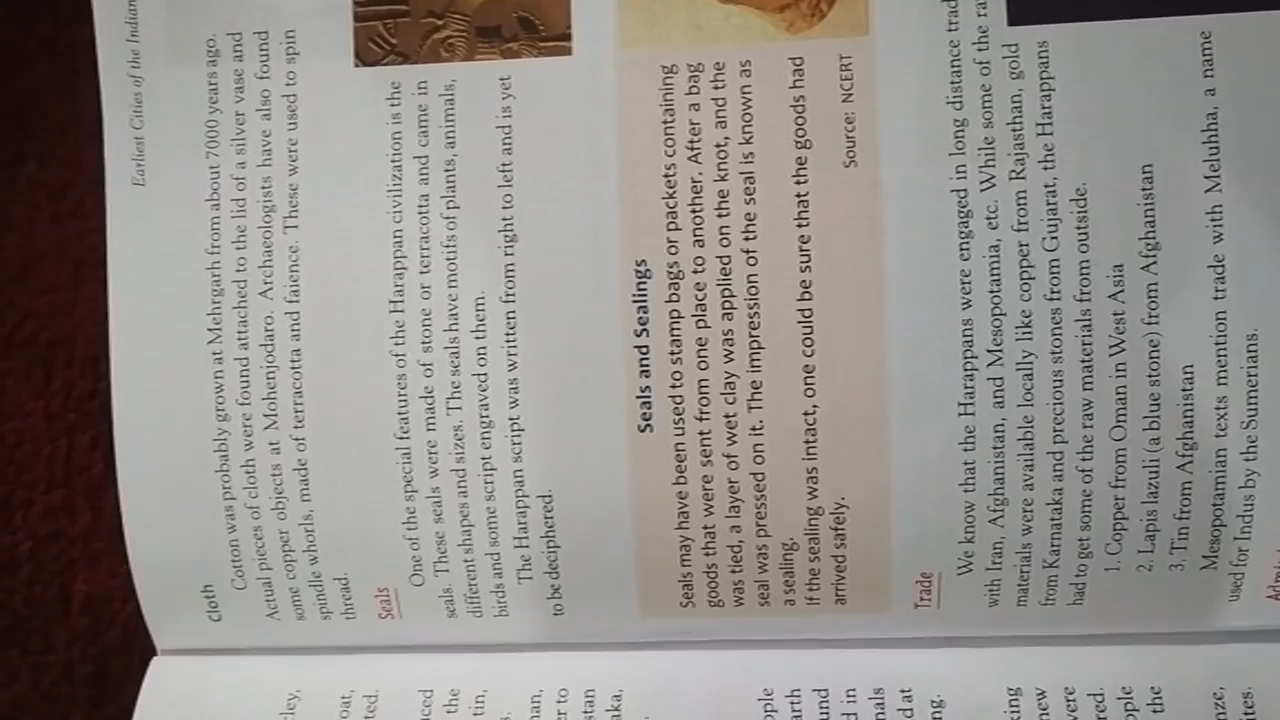 Earliest Cities of the Indian
Cloth
Cotton was probably grown at Mehrgarh from about 7000 years ago.
Actual pieces of cloth were found attached to the lid of a silver vase and
some copper objects at Mohenjodaro. Archaeologists have also found
spindle whorls, made of terracotta and faience. These were used to spin
thread.
Seals
One of the special features of the Harappan civilization is the
seals. These seals were made of stone or terracotta and came in
different shapes and sizes. The seals have motifs of plants, animals,
birds and some script engraved on them.
The Harappan script was written from right to left and is yet
to be deciphered.
Seals and Sealings
Seals may have been used to stamp bags or packets containing
goods that were sent from one place to another. After a bag
was tied, a layer of wet clay was applied on the knot, and the
seal was pressed on it. The impression of the seal is known as
a sealing.
If the sealing was intact, one could be sure that the goods had
arrived safely.
Source: NCERT
Trade
We know that the Harappans were engaged in long distance trad
with Iran, Afghanistan, and Mesopotamia, etc. While some of the ra
materials were available locally like copper from Rajasthan, gold
from Karnataka and precious stones from Gujarat, the Harappans
had to get some of the raw materials from outside.
1. Copper from Oman in West Asia
2. Lapis lazuli (a blue stone) from Afghanistan
3. Tin from Afghanistan
Mesopotamian texts mention trade with Meluhha, a name
used for Indus by the Sumerians.